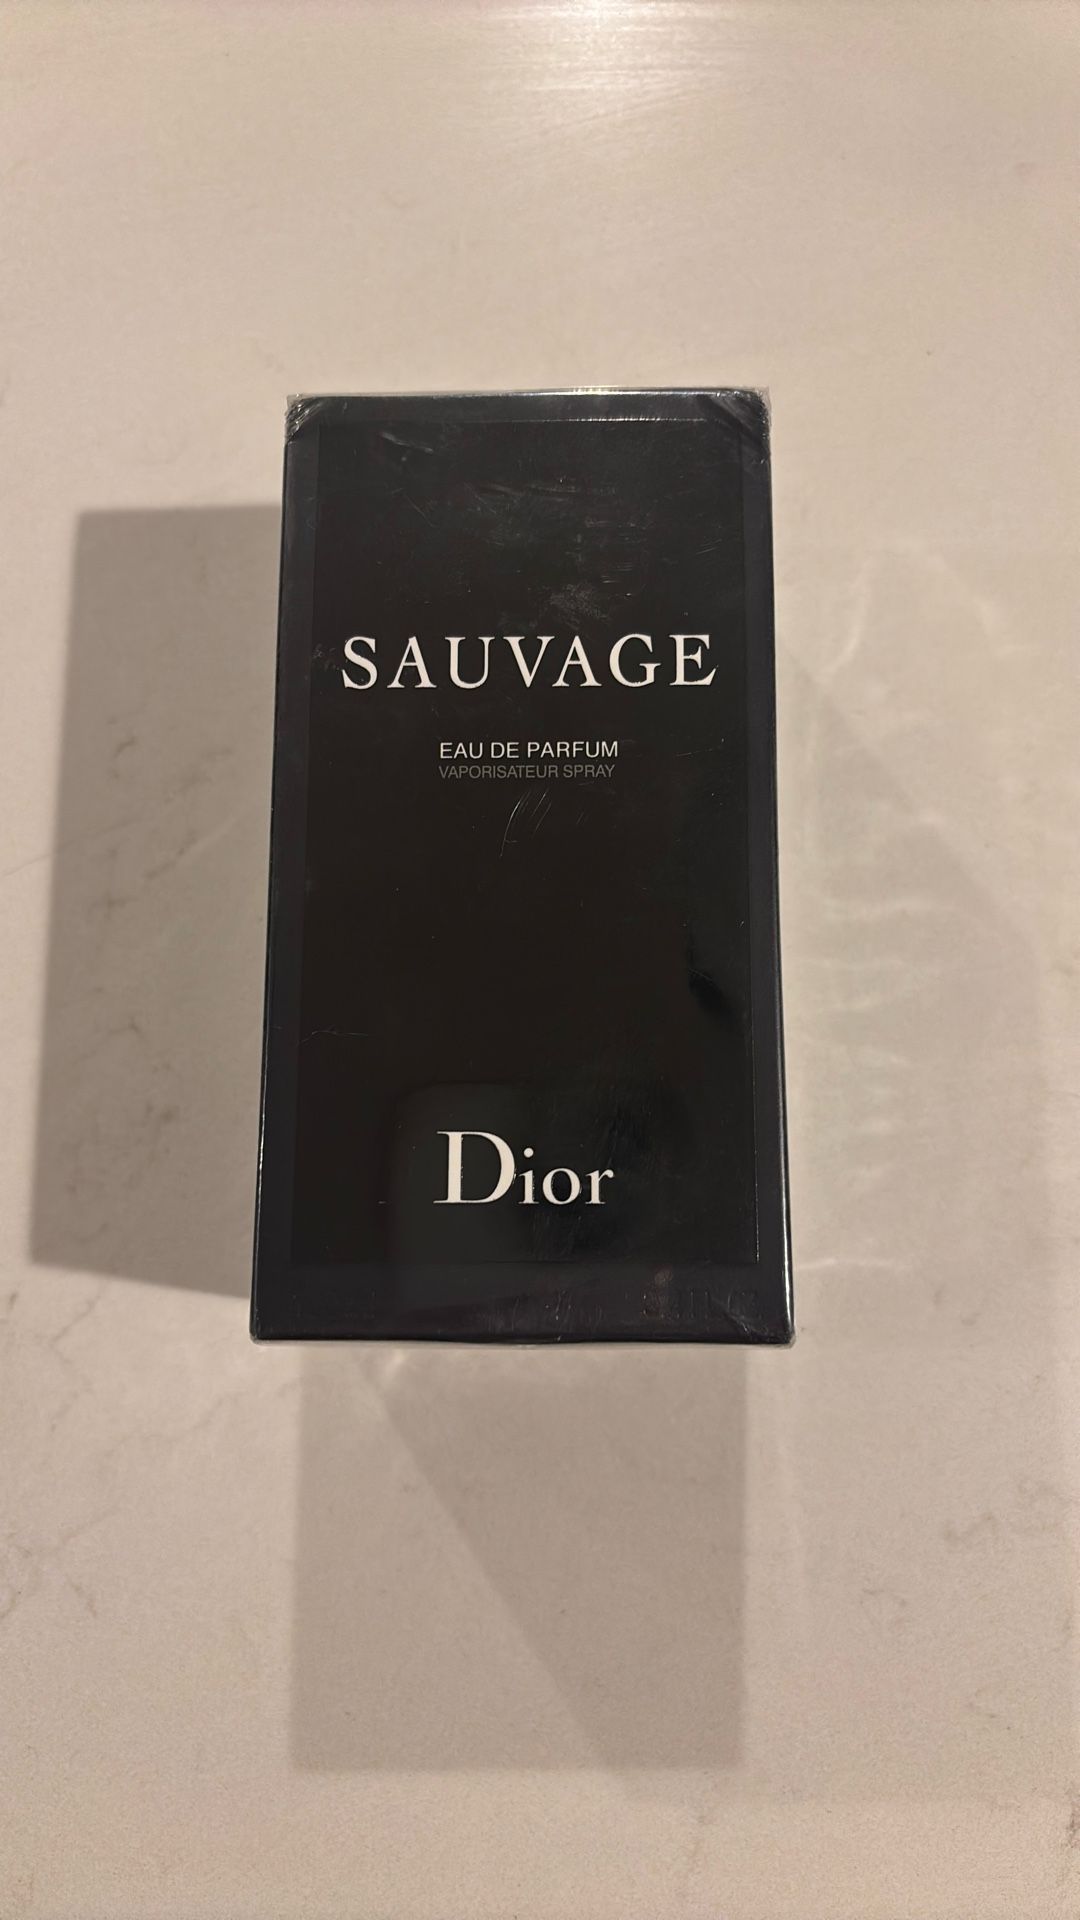 SAUVAGE
EAU DE PARFUM
VAPORISATEUR SPRAY
Dior